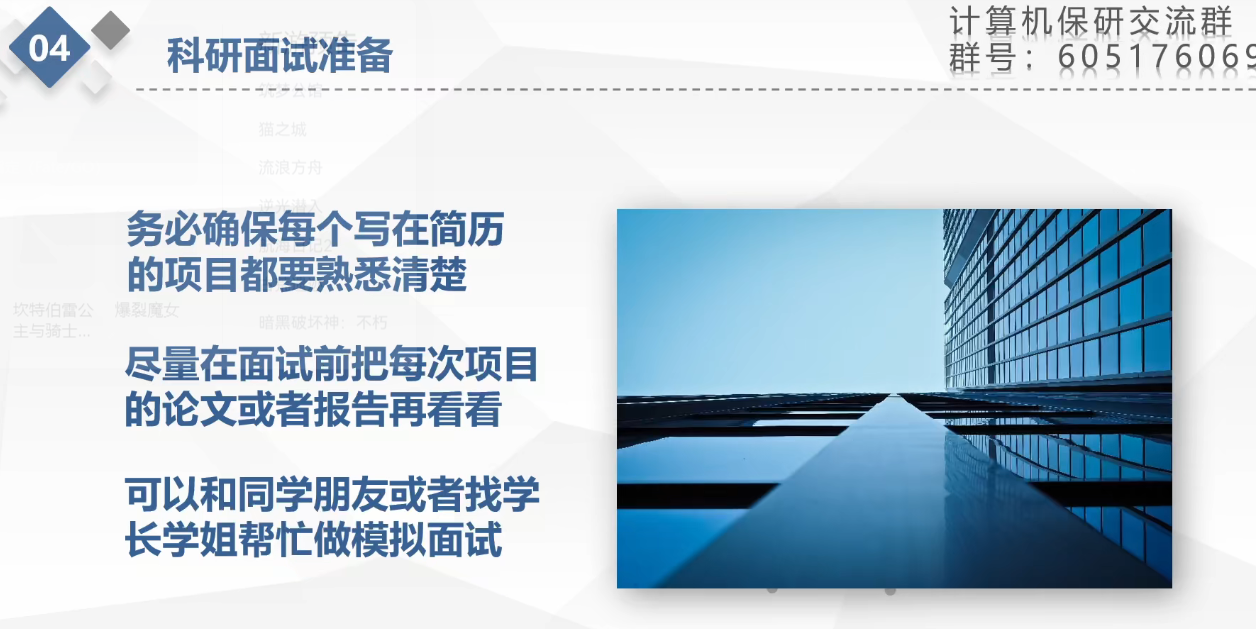 04
科研面试准备
计算机保研交流群
群号：605176069
猫之城
流浪方舟
务必确保每个写在简历
的项目都要熟悉清楚
坎特伯雷公
主与骑士...
爆裂魔女
暗黑破坏神：不朽
尽量在面试前把每次项目
的论文或者报告再看看
可以和同学朋友或者找学
长学姐帮忙做模拟面试